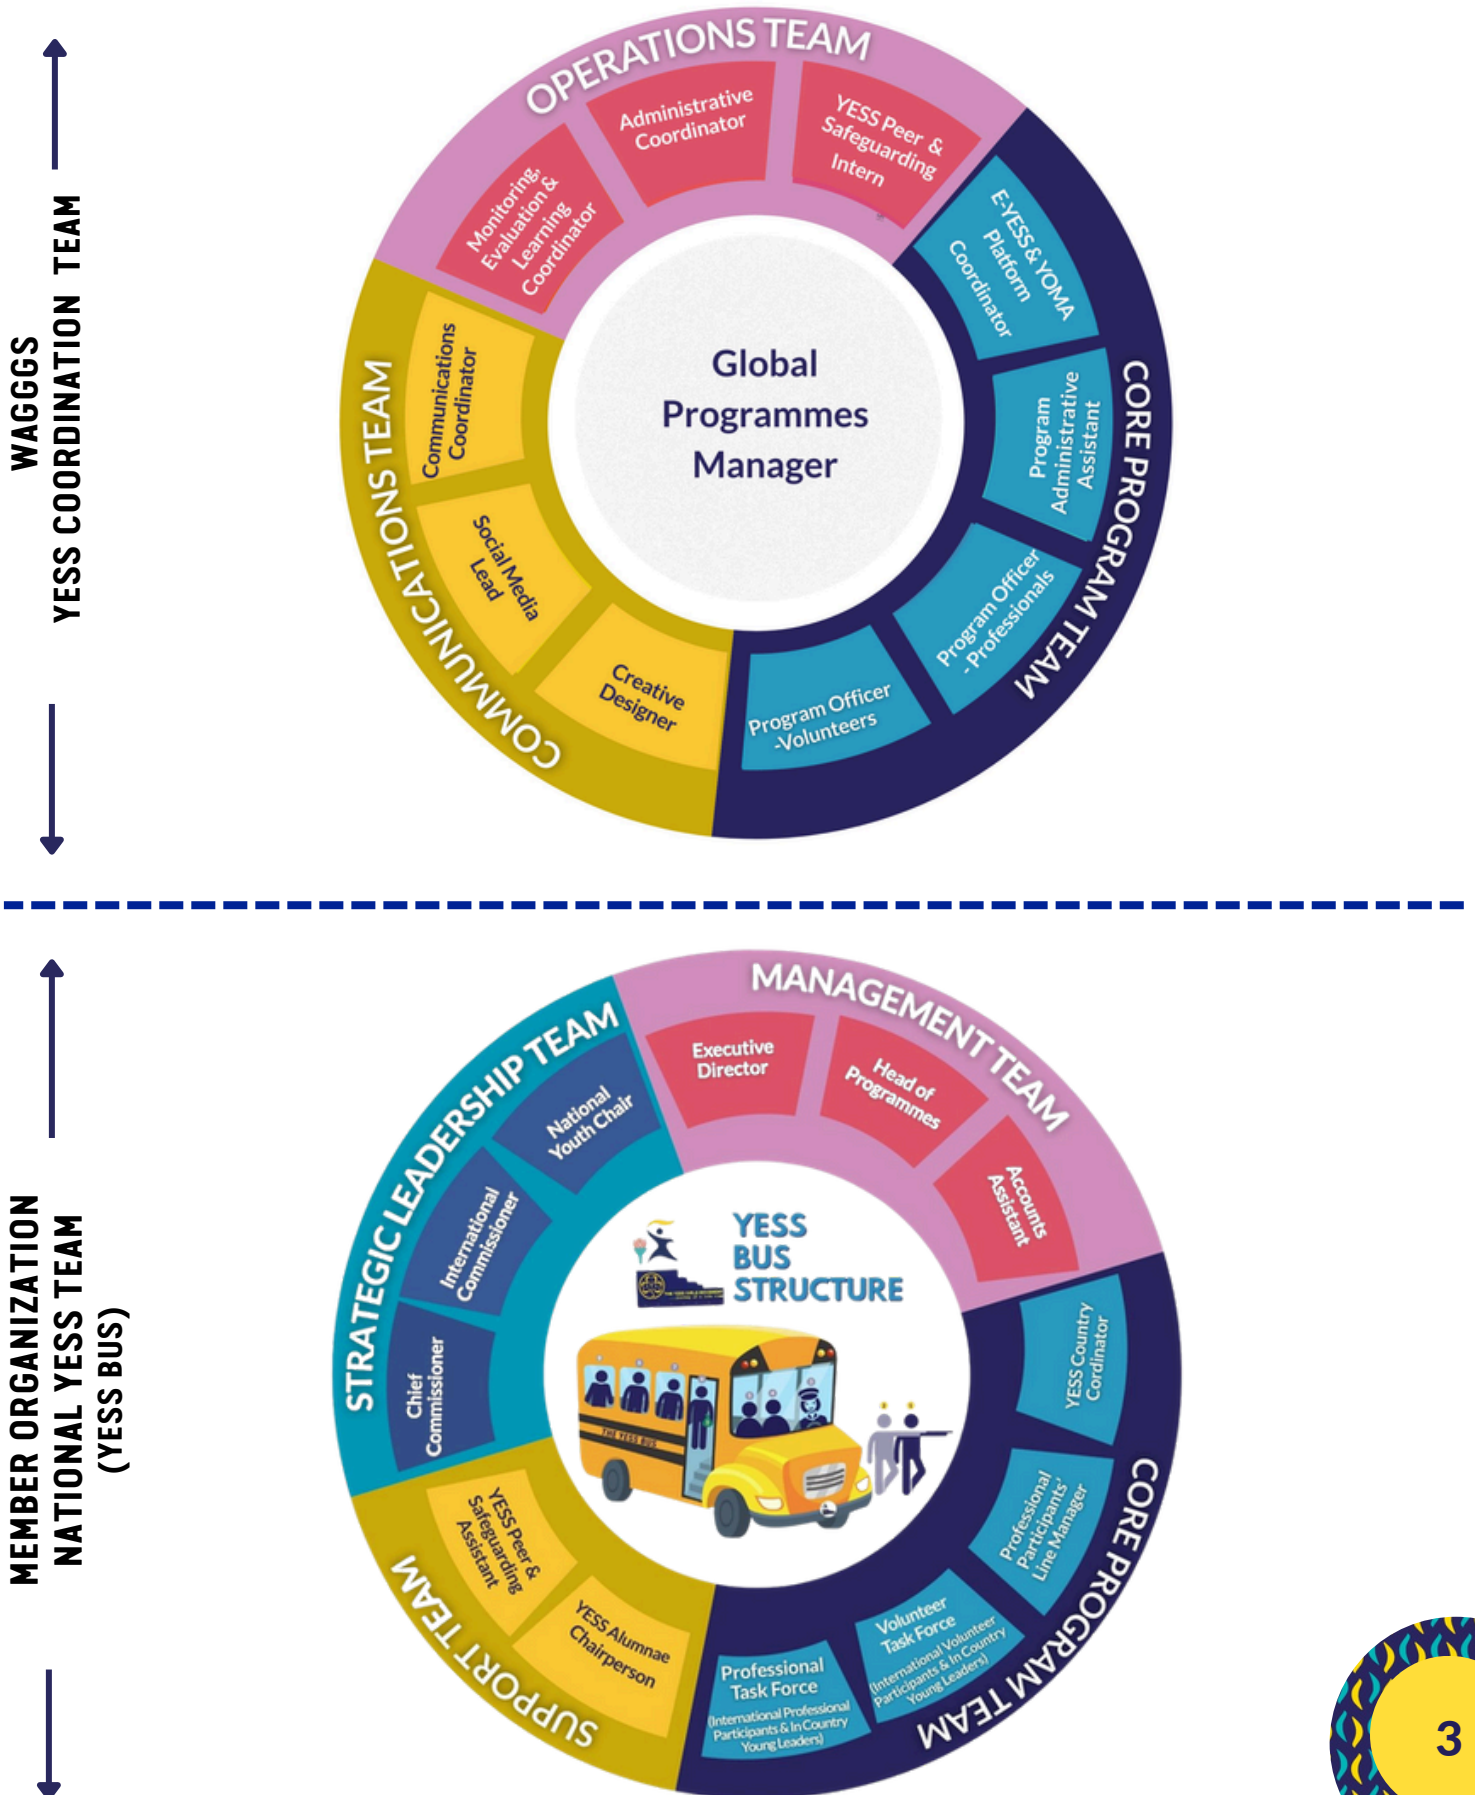 WAGGGS
YESS COORDINATION TEAM
OPERATIONS TEAM
Monitoring,
Evaluation &
Learning
Coordinator
Administrative
Coordinator
YESS Peer &
Safeguarding
Intern
CORE PROGRAM TEAM
E-YESS & YOMA
Platform
Coordinator
Program
Administrative
Assistant
Program Officer
- Professionals
Program Officer
-Volunteers
COMMUNICATIONS TEAM
Communications
Coordinator
Social Media
Lead
Creative
Designer
Global
Programmes
Manager
MEMBER ORGANIZATION
NATIONAL YESS TEAM
(YESS BUS)
STRATEGIC LEADERSHIP TEAM
National
Youth Chair
International
Commissioner
Chief
Commissioner
MANAGEMENT TEAM
Executive
Director
Head of
Programmes
Accounts
Assistant
CORE PROGRAM TEAM
YESS Country
Cordinator
Professional
Participants'
Line Manager
Volunteer
Task Force
(International Volunteer
Participants & In Country
Young Leaders)
Professional
Task Force
(International Professional
Participants & In Country
Young Leaders)
SUPPORT TEAM
YESS Peer &
Safeguarding
Assistant
YESS Alumnae
Chairperson
YESS
BUS
STRUCTURE
THE YESS BUS
3